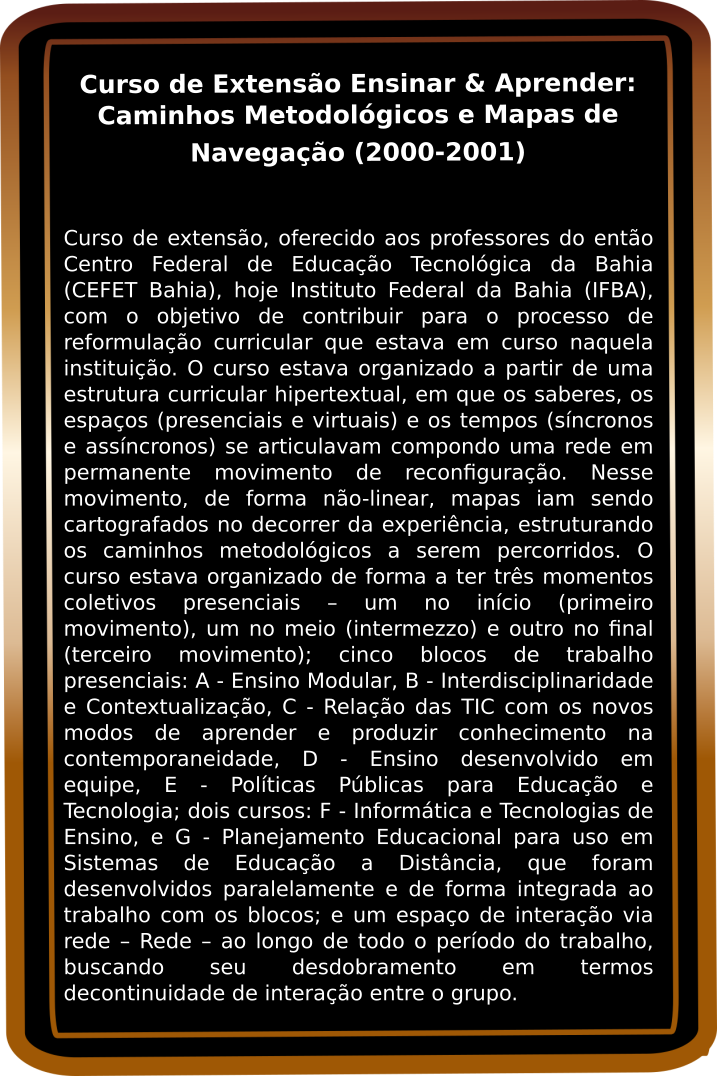 Curso de Extensão Ensinar & Aprender:
Caminhos Metodológicos e Mapas de
Navegação (2000-2001)
Curso de extensão, oferecido aos professores do então
Centro Federal de Educação Tecnológica da Bahia
(CEFET Bahia), hoje Instituto Federal da Bahia (IFBA),
com o objetivo de contribuir para o processo de
reformulação curricular que estava em curso naquela
instituição. O curso estava organizado a partir de uma
estrutura curricular hipertextual, em que os saberes, os
espaços (presenciais e virtuais) e os tempos (síncronos
e assíncronos) se articulavam compondo uma rede em
permanente movimento de reconfiguração. Nesse
movimento, de forma não-linear, mapas iam sendo
cartografados no decorrer da experiência, estruturando
os caminhos metodológicos a serem percorridos. O
curso estava organizado de forma a ter três momentos
coletivos presenciais – um no início (primeiro
movimento), um no meio (intermezzo) e outro no final
(terceiro movimento); cinco blocos de trabalho
presenciais: A - Ensino Modular, B - Interdisciplinaridade
e Contextualização, C - Relação das TIC com os novos
modos de aprender e produzir conhecimento na
contemporaneidade, D - Ensino desenvolvido em
equipe, E - Políticas Públicas para Educação e
Tecnologia; dois cursos: F - Informática e Tecnologias de
Ensino, e G - Planejamento Educacional para uso em
Sistemas de Educação a Distância, que foram
desenvolvidos paralelamente e de forma integrada ao
trabalho com os blocos; e um espaço de interação via
rede – Rede – ao longo de todo o período do trabalho,
buscando seu desdobramento em termos
decontinuidade de interação entre o grupo.